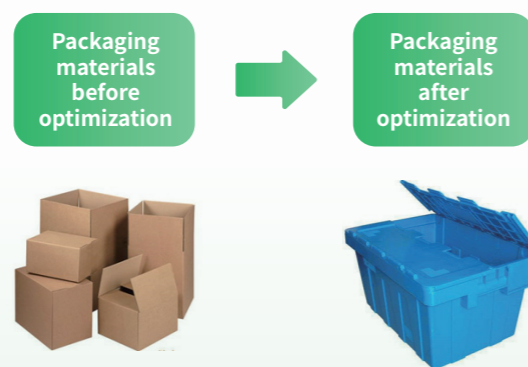 Packaging
materials
before
optimization
Packaging
materials
after
optimization